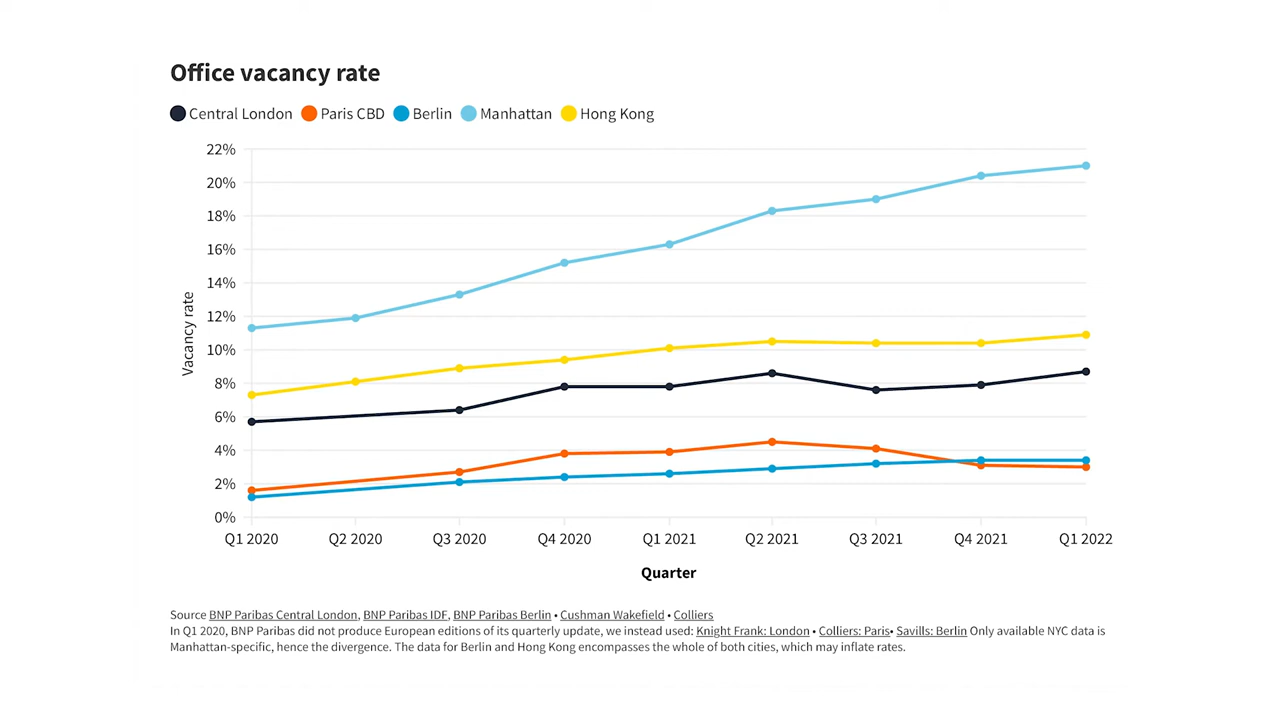 Office vacancy rate
Central London Paris CBD Berlin Manhattan Hong Kong
22%
20%
18%
16%
14%
12%
10%
8%
6%
4%
2%
0%
Vacancy rate
Q1 2020 Q2 2020 Q3 2020 Q4 2020 Q1 2021 Q2 2021 Q3 2021 Q4 2021 Q1 2022
Quarter
Source BNP Paribas Central London, BNP Paribas IDF, BNP Paribas Berlin • Cushman Wakefield • Colliers
In Q1 2020, BNP Paribas did not produce European editions of its quarterly update, we instead used: Knight Frank: London • Colliers: Paris• Savills: Berlin Only available NYC data is
Manhattan-specific, hence the divergence. The data for Berlin and Hong Kong encompasses the whole of both cities, which may inflate rates.